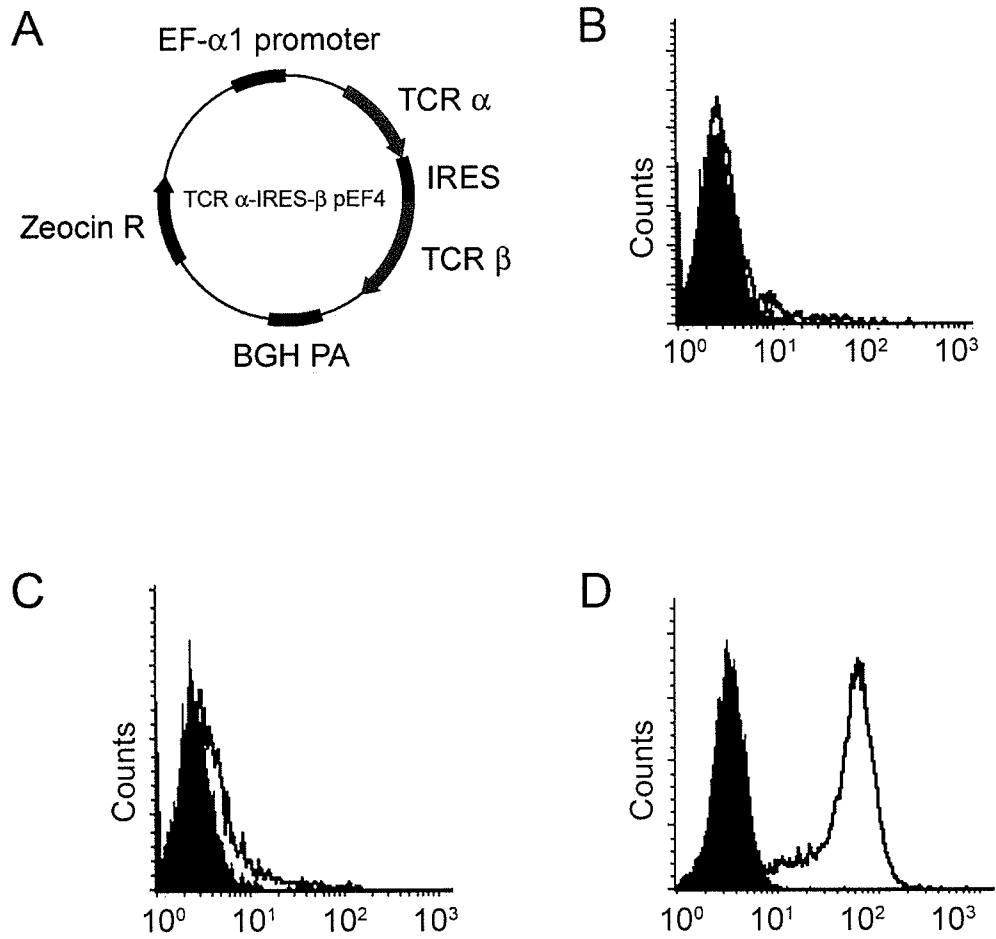 A
EF-α1 promoter
TCR α
IRES
TCR α-IRES-β pEF4
Zeocin R
TCR β
BGH PA
B
Counts
10⁰ 10¹ 10² 10³
C
Counts
10⁰ 10¹ 10² 10³
D
Counts
10⁰ 10¹ 10² 10³